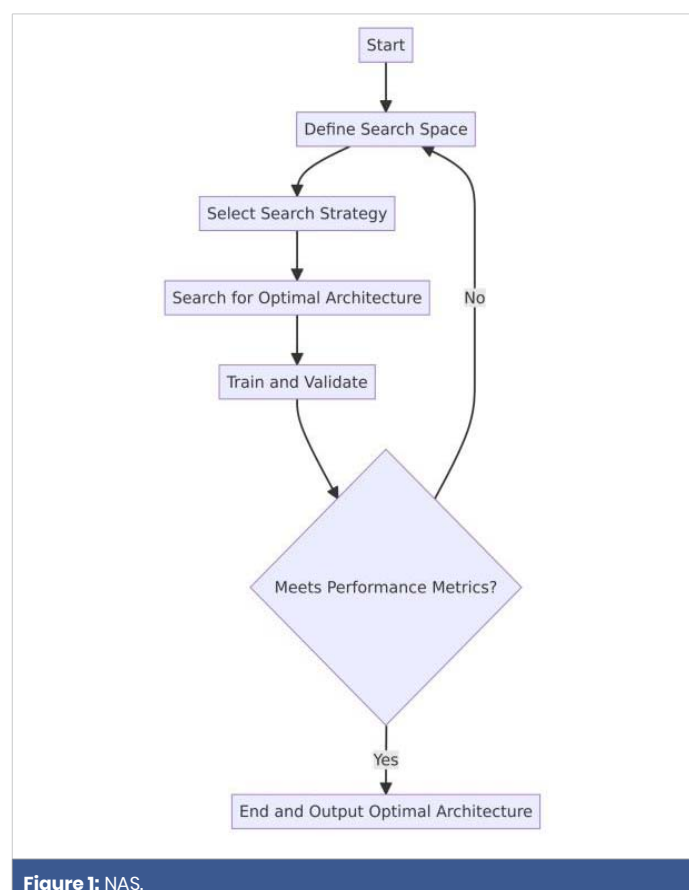 Start
Define Search Space
Select Search Strategy
Search for Optimal Architecture
No
Train and Validate
Meets Performance Metrics?
Yes
End and Output Optimal Architecture
Figure 1: NAS.